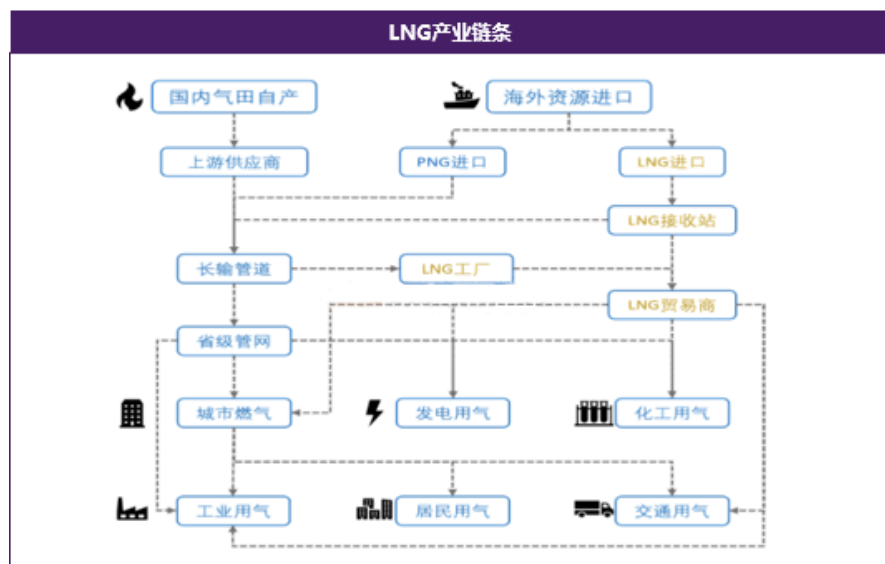 LNG产业链条
国内气田自产
海外资源进口
上游供应商
PNG进口
LNG进口
LNG接收站
长输管道
LNG工厂
LNG贸易商
省级管网
城市燃气
发电用气
化工用气
工业用气
居民用气
交通用气